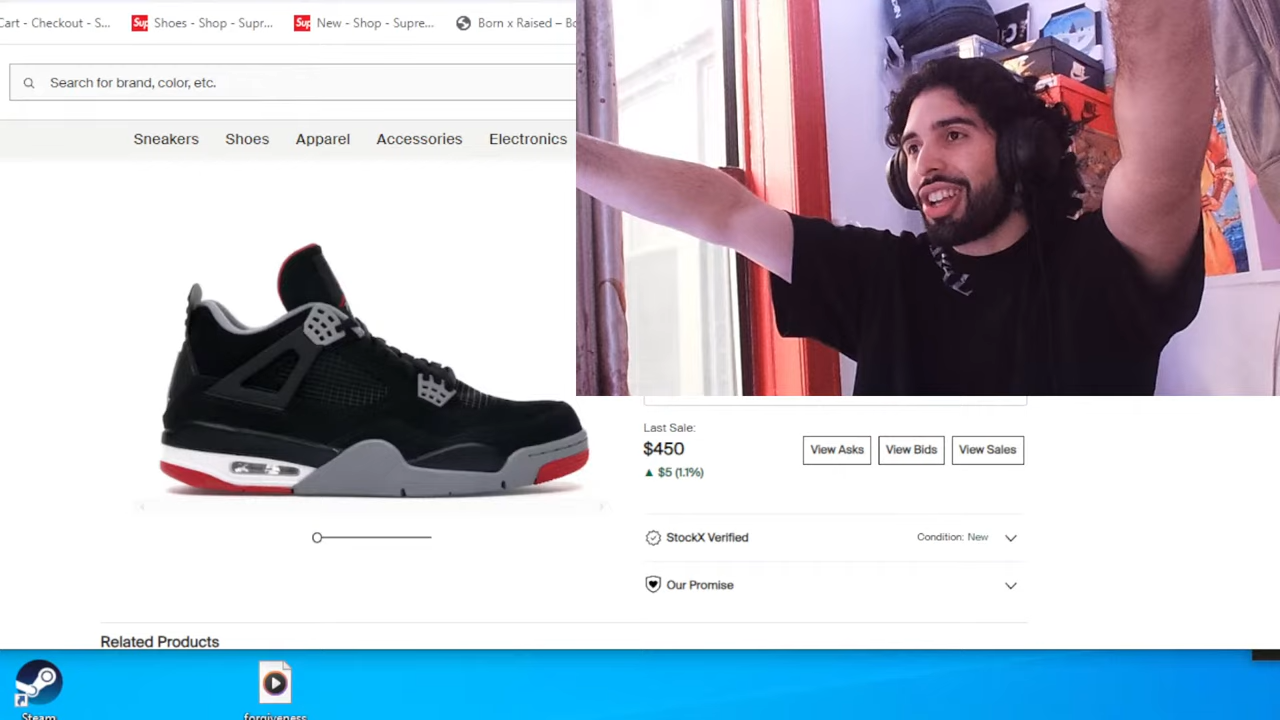 Cart - Checkout - S...
Sup
Shoes - Shop - Supr...
Sup
New - Shop - Supre...
Born x Raised – Bo
Search for brand, color, etc.
Sneakers
Shoes
Apparel
Accessories
Electronics
Last Sale:
$450
▲ $5 (1.1%)
View Asks
View Bids
View Sales
StockX Verified
Condition: New
Our Promise
Related Products
Steam
forgiveness